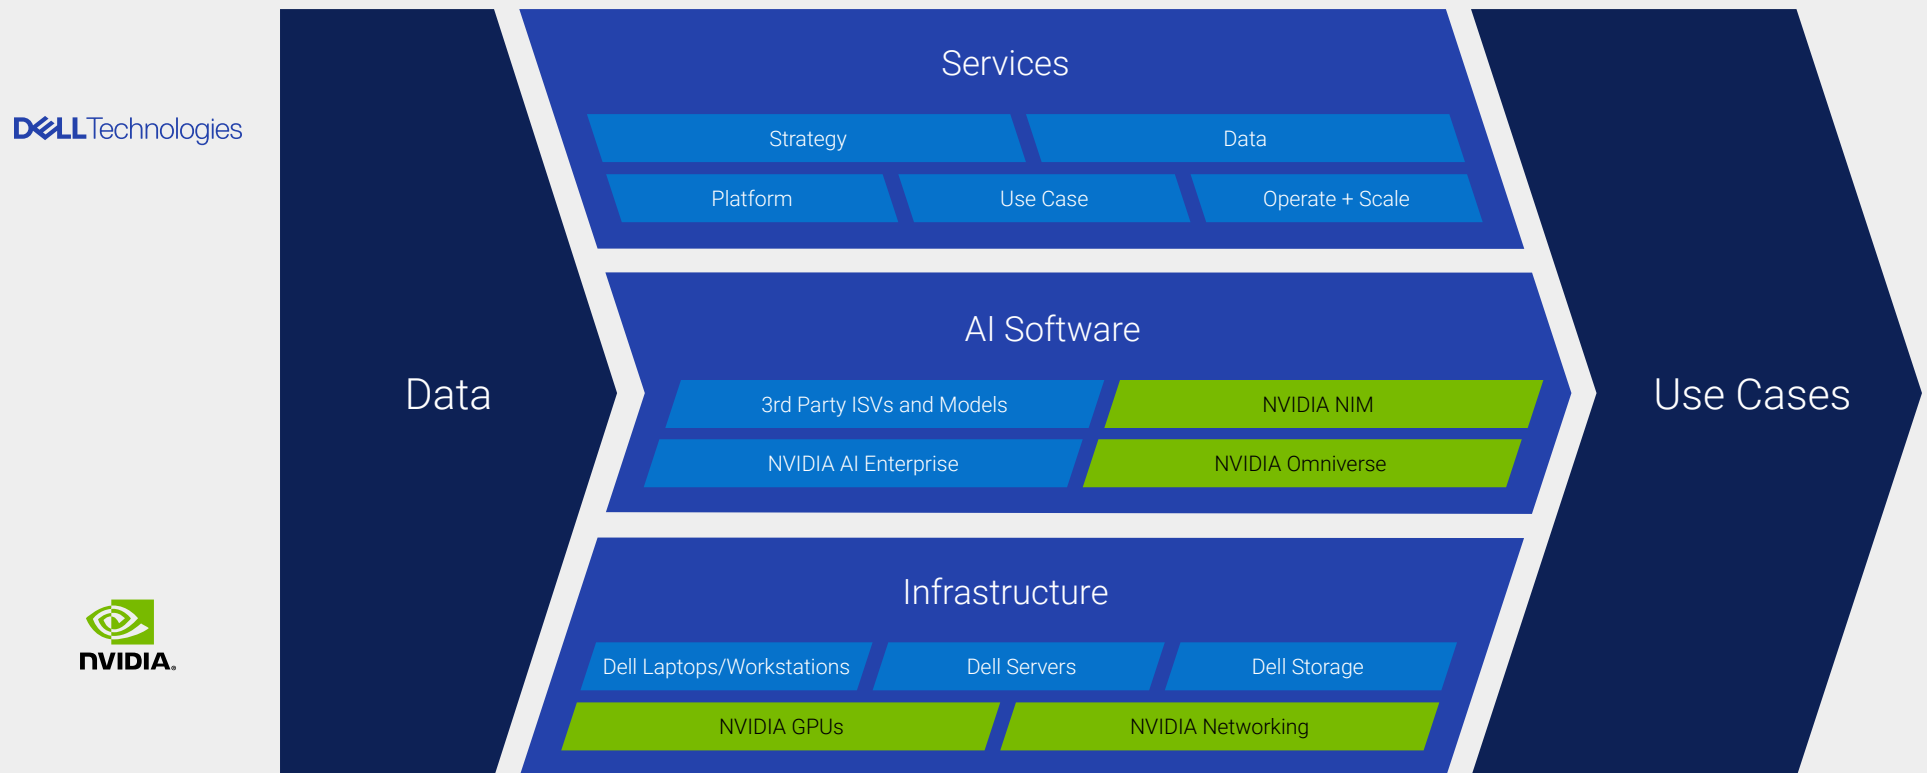 DELLTechnologies
NVIDIA.
Data
Services
Strategy
Data
Platform
Use Case
Operate + Scale
AI Software
3rd Party ISVs and Models
NVIDIA NIM
NVIDIA AI Enterprise
NVIDIA Omniverse
Infrastructure
Dell Laptops/Workstations
Dell Servers
Dell Storage
NVIDIA GPUs
NVIDIA Networking
Use Cases